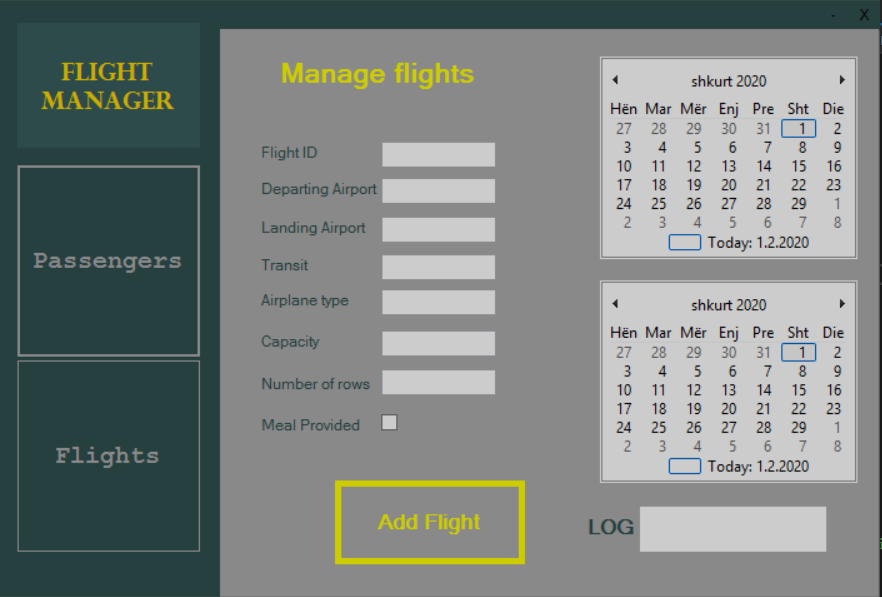 - X
FLIGHT
MANAGER
Passengers
Flights
Manage flights
Flight ID
Departing Airport
Landing Airport
Transit
Airplane type
Capacity
Number of rows
Meal Provided
Add Flight
shkurt 2020
Hën Mar Mër Enj Pre Sht Die
27 28 29 30 31 1 2
3 4 5 6 7 8 9
10 11 12 13 14 15 16
17 18 19 20 21 22 23
24 25 26 27 28 29 1
2 3 4 5 6 7 8
Today: 1.2.2020
shkurt 2020
Hën Mar Mër Enj Pre Sht Die
27 28 29 30 31 1 2
3 4 5 6 7 8 9
10 11 12 13 14 15 16
17 18 19 20 21 22 23
24 25 26 27 28 29 1
2 3 4 5 6 7 8
Today: 1.2.2020
LOG